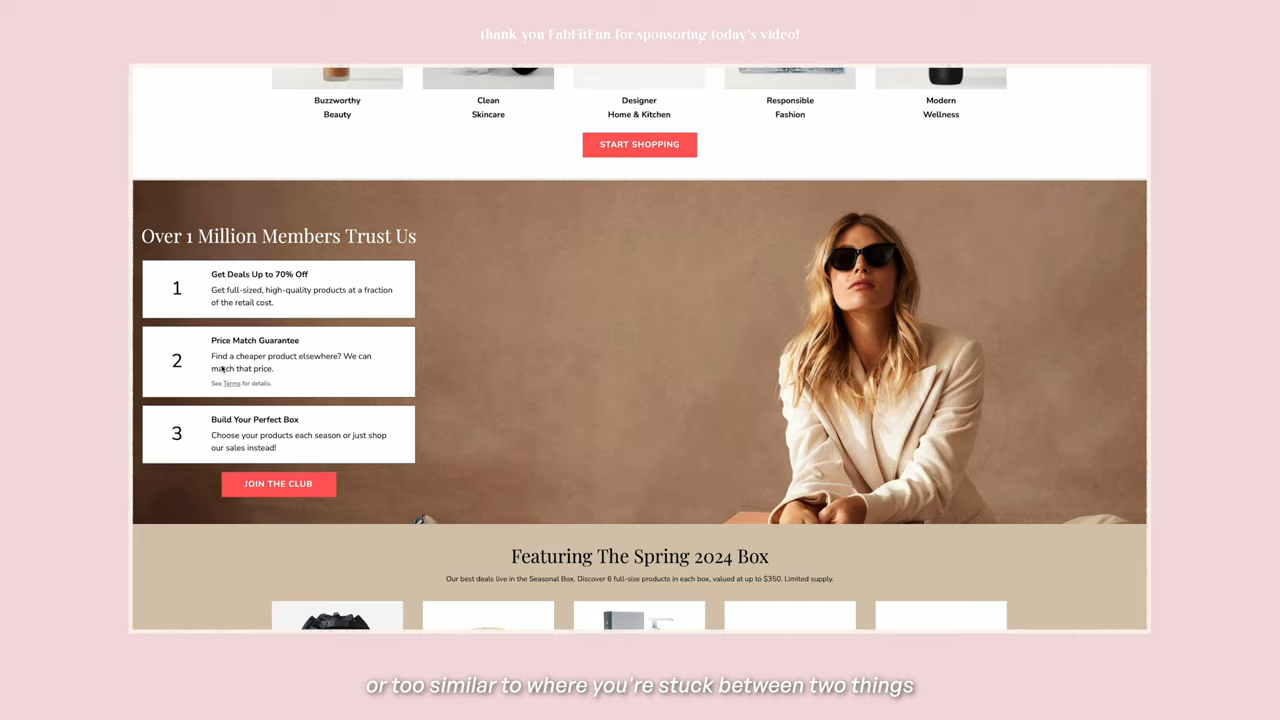 thank you FabFitFun for sponsoring today's video!
Buzzworthy
Beauty
Clean
Skincare
Designer
Home & Kitchen
Responsible
Fashion
Modern
Wellness
START SHOPPING
Over 1 Million Members Trust Us
1
Get Deals Up to 70% Off
Get full-sized, high-quality products at a fraction
of the retail cost.
2
Price Match Guarantee
Find a cheaper product elsewhere? We can
match that price.
See Terms for details.
3
Build Your Perfect Box
Choose your products each season or just shop
our sales instead!
JOIN THE CLUB
Featuring The Spring 2024 Box
Our best deals live in the Seasonal Box. Discover 6 full-size products in each box, valued at up to $350. Limited supply.
or too similar to where you're stuck between two things